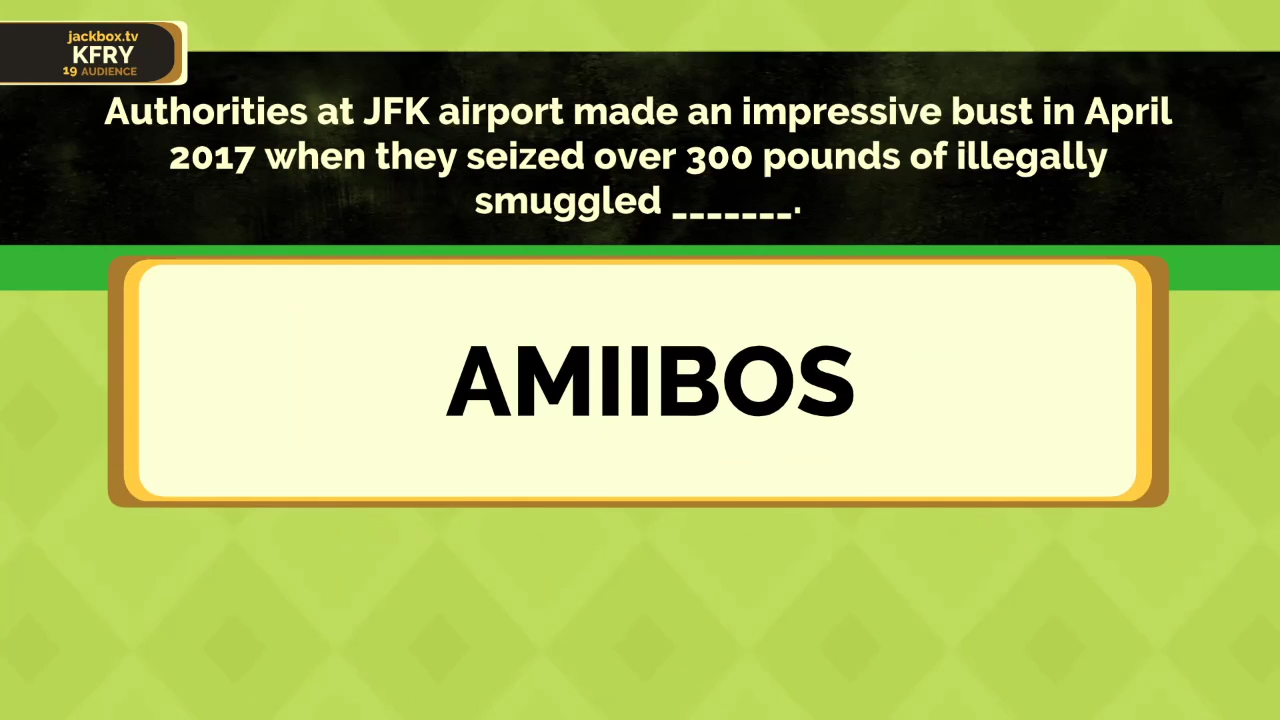 jackbox.tv
KFRY
19 AUDIENCE
Authorities at JFK airport made an impressive bust in April
2017 when they seized over 300 pounds of illegally
smuggled _______.
AMIIBOS